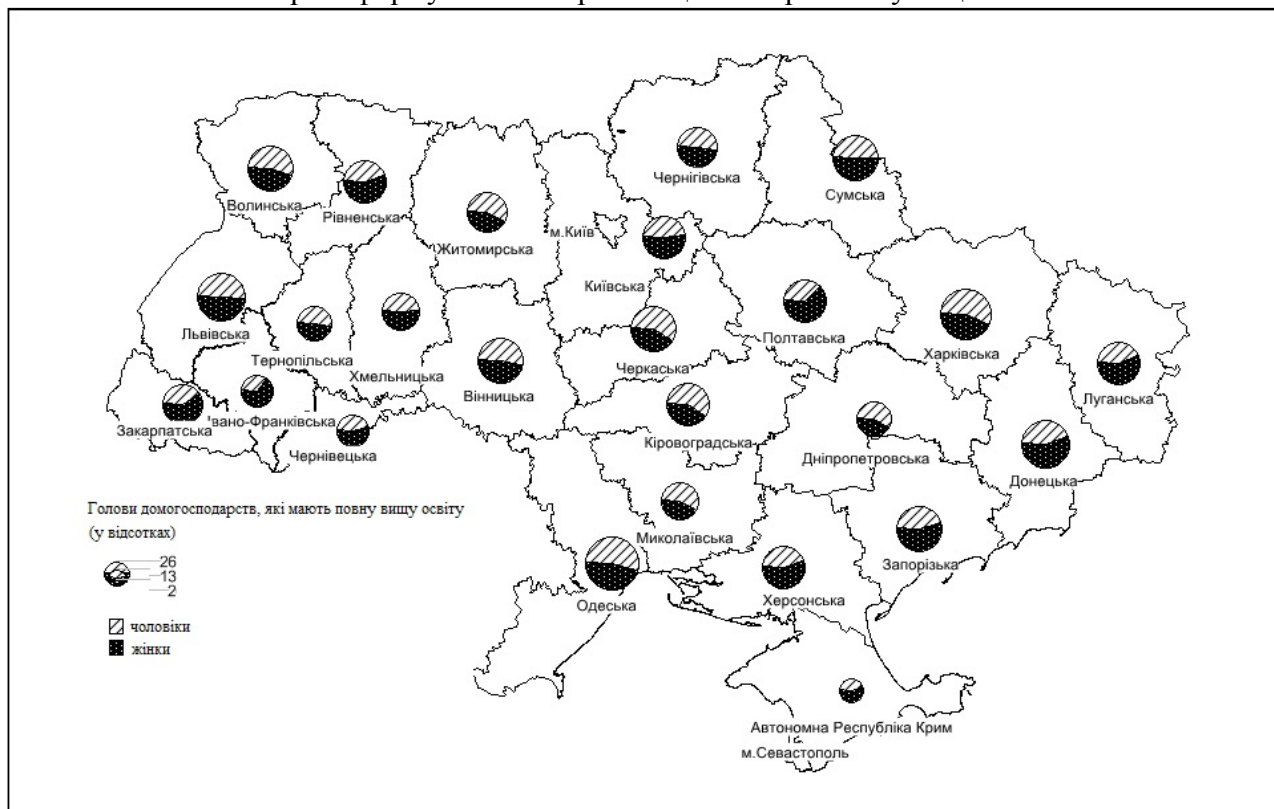 Чернігівська
Сумська
Волинська
Рівненська
Житомирська
м.Київ
Київська
Львівська
Тернопільська
Хмельницька
Вінницька
Черкаська
Полтавська
Харківська
Луганська
Закарпатська
Івано-Франківська
Чернівецька
Кіровоградська
Дніпропетровська
Донецька
Миколаївська
Запорізька
Одеська
Херсонська
Автономна Республіка Крим
м.Севастополь
Голови домогосподарств, які мають повну вищу освіту
(у відсотках)
26
13
2
чоловіки
жінки